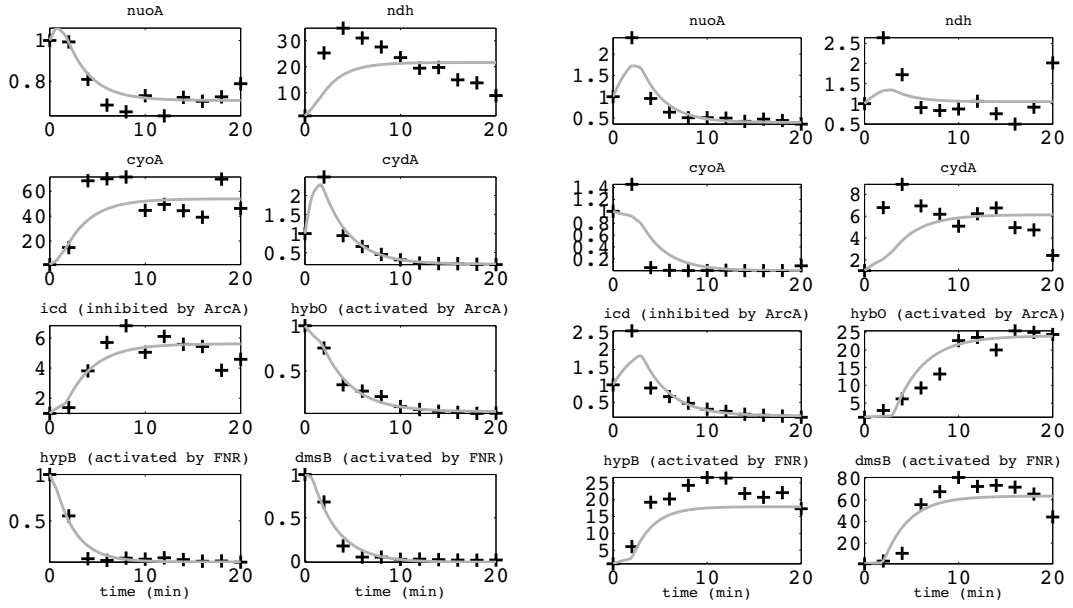 nuoA
1
0.8
0 10 20
ndh
30
20
10
0 10 20
cyoA
60
40
20
0 10 20
cydA
2
1
0.2
0 10 20
icd (inhibited by ArcA)
6
4
2
0 10 20
hybO (activated by ArcA)
1
0.5
0 10 20
hypB (activated by FNR)
1
0.5
0 10 20
time (min)
dmsB (activated by FNR)
1
0.5
0 10 20
time (min)
nuoA
2
1.5
1
0.5
0 10 20
ndh
2.5
2
1.5
1
0.5
0 10 20
cyoA
1.4
1.2
1
0.8
0.6
0.4
0.2
0 10 20
cydA
8
6
4
2
0 10 20
icd (inhibited by ArcA)
2.5
2
1.5
1
0.5
0 10 20
hybO (activated by ArcA)
25
20
15
10
5
0 10 20
hypB (activated by FNR)
25
20
15
10
5
0 10 20
time (min)
dmsB (activated by FNR)
80
60
40
20
0 10 20
time (min)